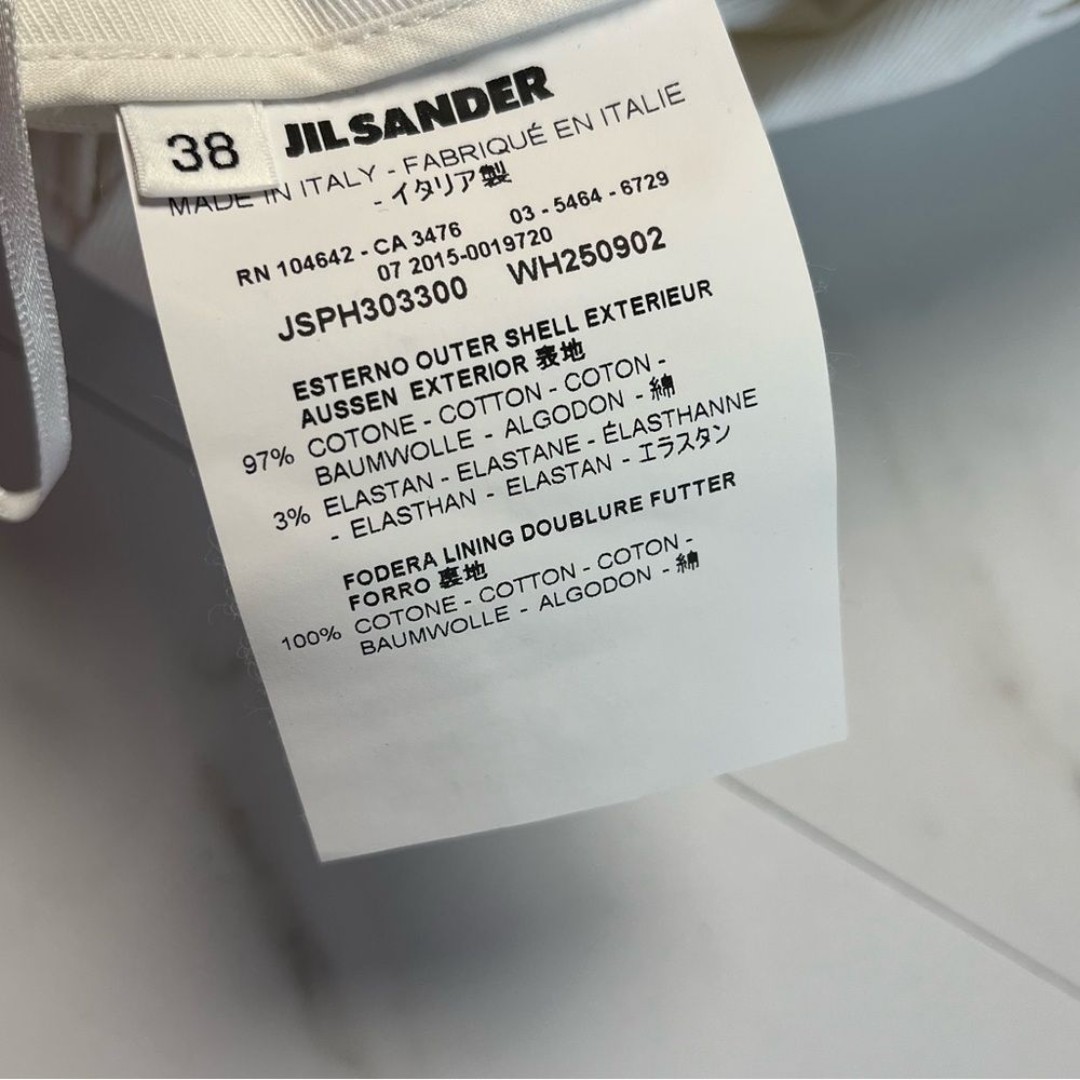 38
JIL SANDER
MADE IN ITALY - FABRIQUÉ EN ITALIE
- イタリア製
RN 104642 - CA 3476 03 - 5464 - 6729
07 2015-0019720
JSPH303300 WH250902
ESTERNO OUTER SHELL EXTERIEUR
AUSSEN EXTERIOR 表地
97% COTONE - COTTON - COTON -
BAUMWOLLE - ALGODON - 綿
3% ELASTAN - ELASTANE - ÉLASTHANNE
- ELASTHAN - ELASTAN - エラスタン
FODERA LINING DOUBLURE FUTTER
FORRO 裏地
100% COTONE - COTTON - COTON -
BAUMWOLLE - ALGODON - 綿